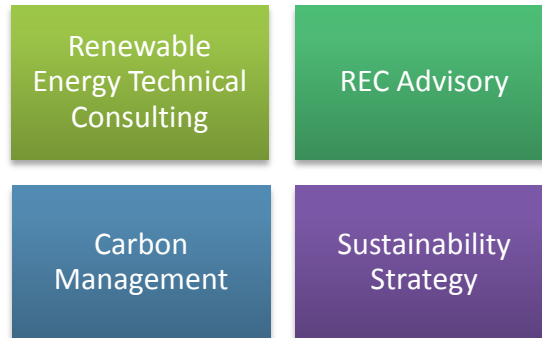 Renewable
Energy Technical
Consulting
REC Advisory
Carbon
Management
Sustainability
Strategy